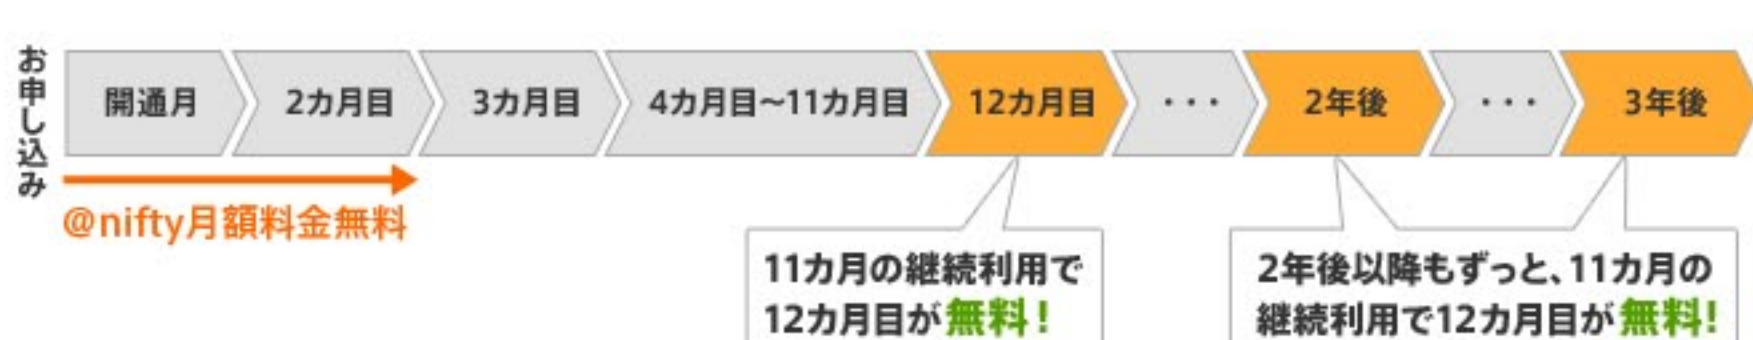 お申し込み
開通月
2カ月目
3カ月目
4カ月目～11カ月目
12カ月目
・・・
2年後
・・・
3年後
@nifty月額料金無料
11カ月の継続利用で
12カ月目が無料！
2年後以降もずっと、11カ月の
継続利用で12カ月目が無料!